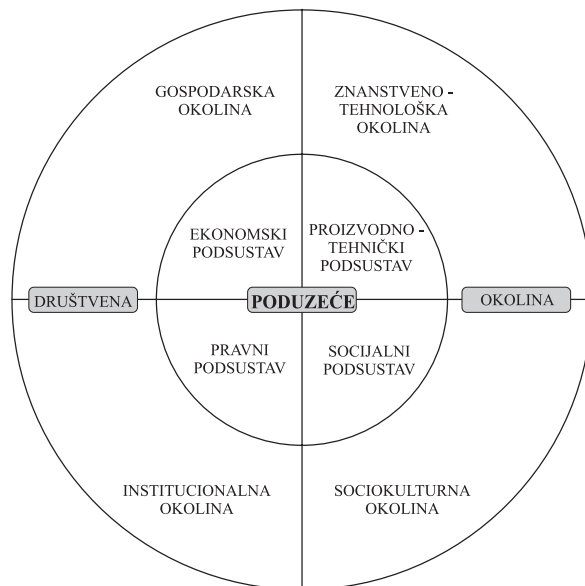 GOSPODARSKA
OKOLINA
ZNANSTVENO -
TEHNOLOŠKA
OKOLINA
EKONOMSKI
PODSUSTAV
PROIZVODNO -
TEHNIČKI
PODSUSTAV
DRUŠTVENA
PODUZEĆE
OKOLINA
PRAVNI
PODSUSTAV
SOCIJALNI
PODSUSTAV
INSTITUCIONALNA
OKOLINA
SOCIOKULTURNA
OKOLINA